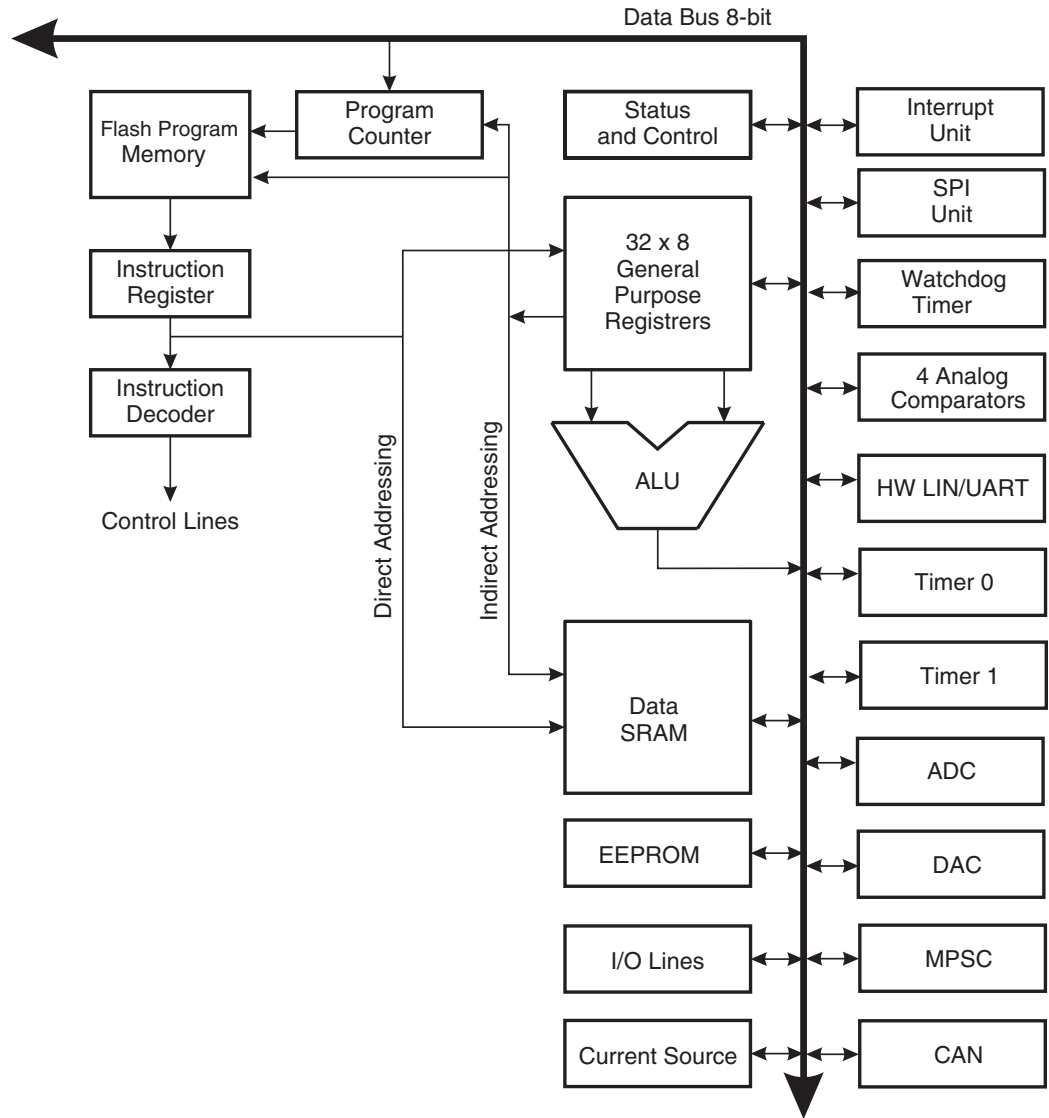 Data Bus 8-bit
Flash Program
Memory
Program
Counter
Status
and Control
Interrupt
Unit
SPI
Unit
Instruction
Register
32 x 8
General
Purpose
Registrers
Watchdog
Timer
Instruction
Decoder
4 Analog
Comparators
Control Lines
Direct Addressing
Indirect Addressing
ALU
HW LIN/UART
Timer 0
Data
SRAM
Timer 1
ADC
EEPROM
DAC
I/O Lines
MPSC
Current Source
CAN